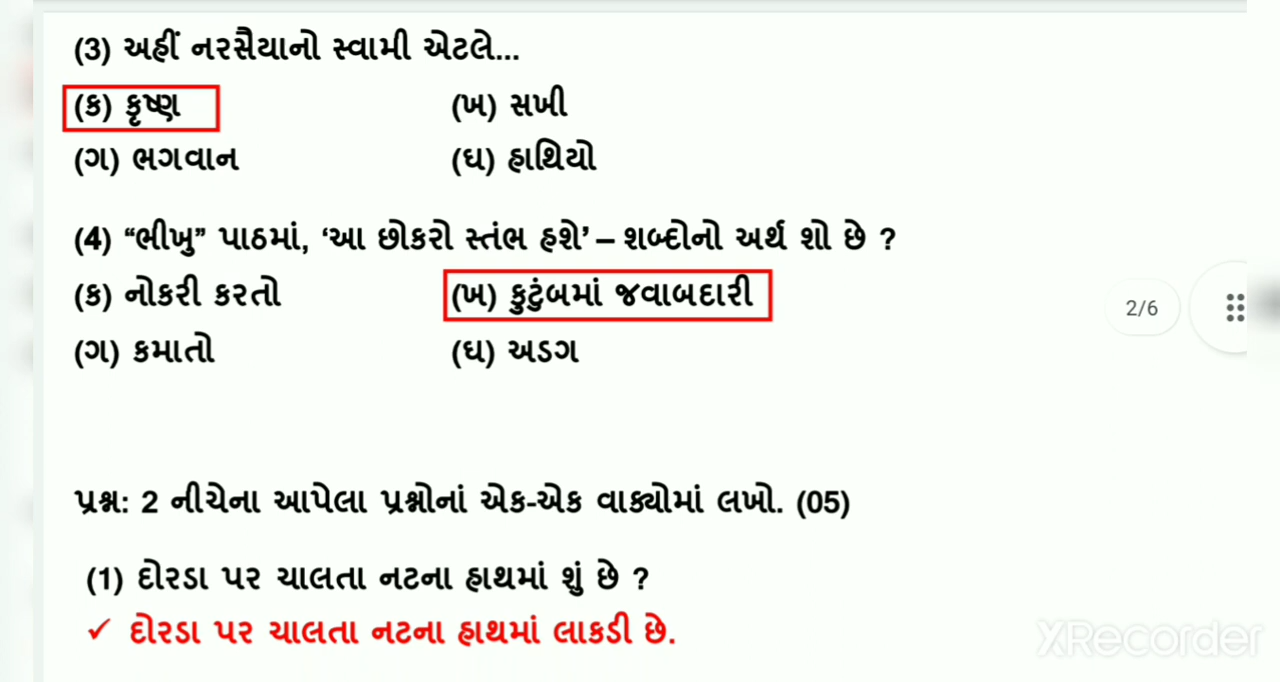 (3) અહીં નરસૈયાનો સ્વામી એટલે...
(ક) કૃષ્ણ (ખ) સખી
(ગ) ભગવાન (ઘ) હાથિયો
(4) “ભીખુ” પાઠમાં, ‘આ છોકરો સ્તંભ હશે’ – શબ્દોનો અર્થ શો છે ?
(ક) નોકરી કરતો (ખ) કુટુંબમાં જવાબદારી
2/6
(ગ) કમાતો (ઘ) અડગ
પ્રશ્ન: 2 નીચેના આપેલા પ્રશ્નોનાં એક-એક વાક્યોમાં લખો. (05)
(1) દોરડા પર ચાલતા નટના હાથમાં શું છે ?
✓ દોરડા પર ચાલતા નટના હાથમાં લાકડી છે.
XRecorder